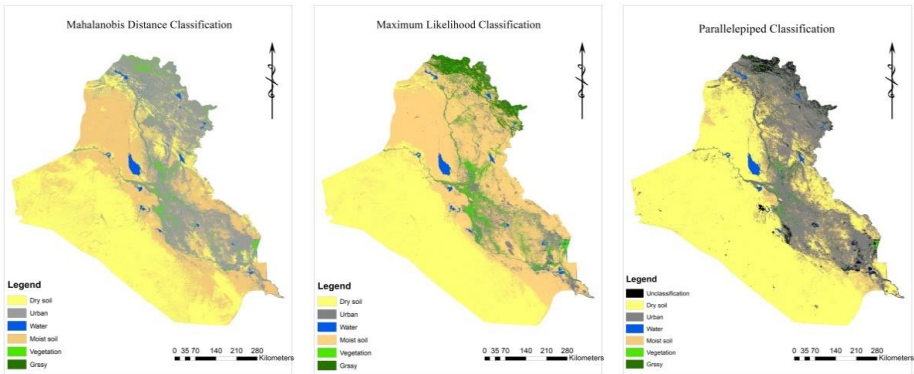 Mahalanobis Distance Classification
Legend
Dry soil
Urban
Water
Moist soil
Vegetation
Grssy
0 35 70 140 210 280
Kilometers
Maximum Likelihood Classification
Legend
Dry soil
Urban
Water
Moist soil
Vegetation
Grssy
0 35 70 140 210 280
Kilometers
Parallelepiped Classification
Legend
Unclassification
Dry soil
Urban
Water
Moist soil
Vegetation
Grssy
0 35 70 140 210 280
Kilometers